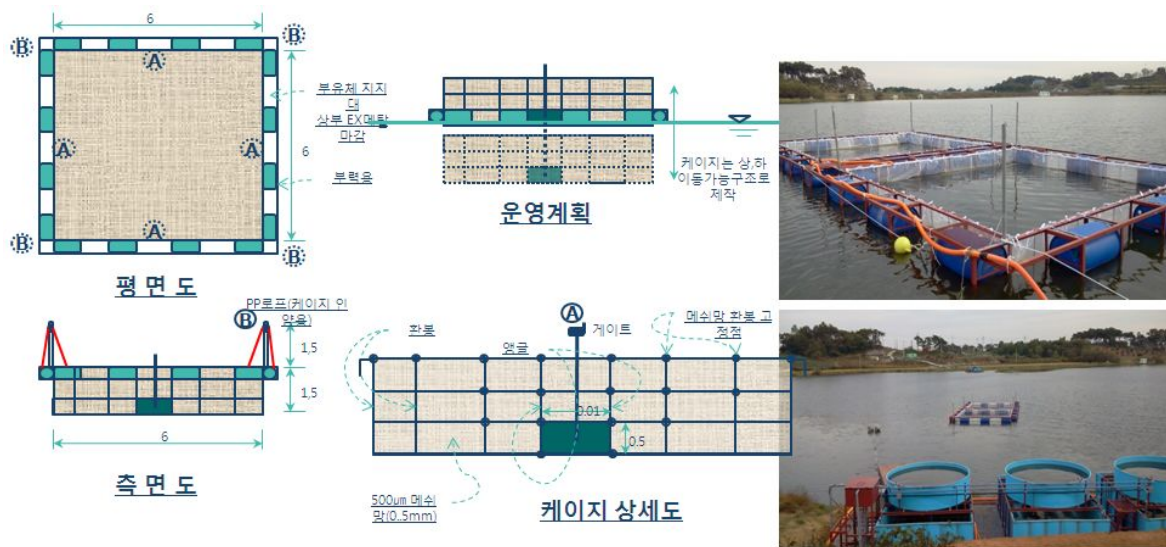 6
B
B
A
부유체 지지
대
상부 EX메탈
마감
A
A
6
부력용
A
B
B
평 면 도
케이지는 상,하
이동가능구조로
제작
운영계획
PP로프(케이지 인
양용)
B
1,5
1,5
6
측 면 도
A
게이트
환봉
앵글
메쉬망 환봉 고
정점
0.01
0.5
500um 메쉬
망(0..5mm)
케이지 상세도